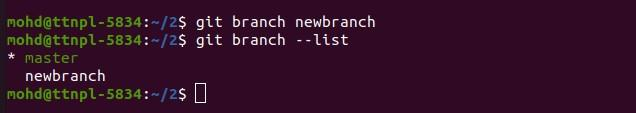 mohd@ttnpl-5834:~/2$ git branch newbranch
mohd@ttnpl-5834:~/2$ git branch --list
* master
  newbranch
mohd@ttnpl-5834:~/2$